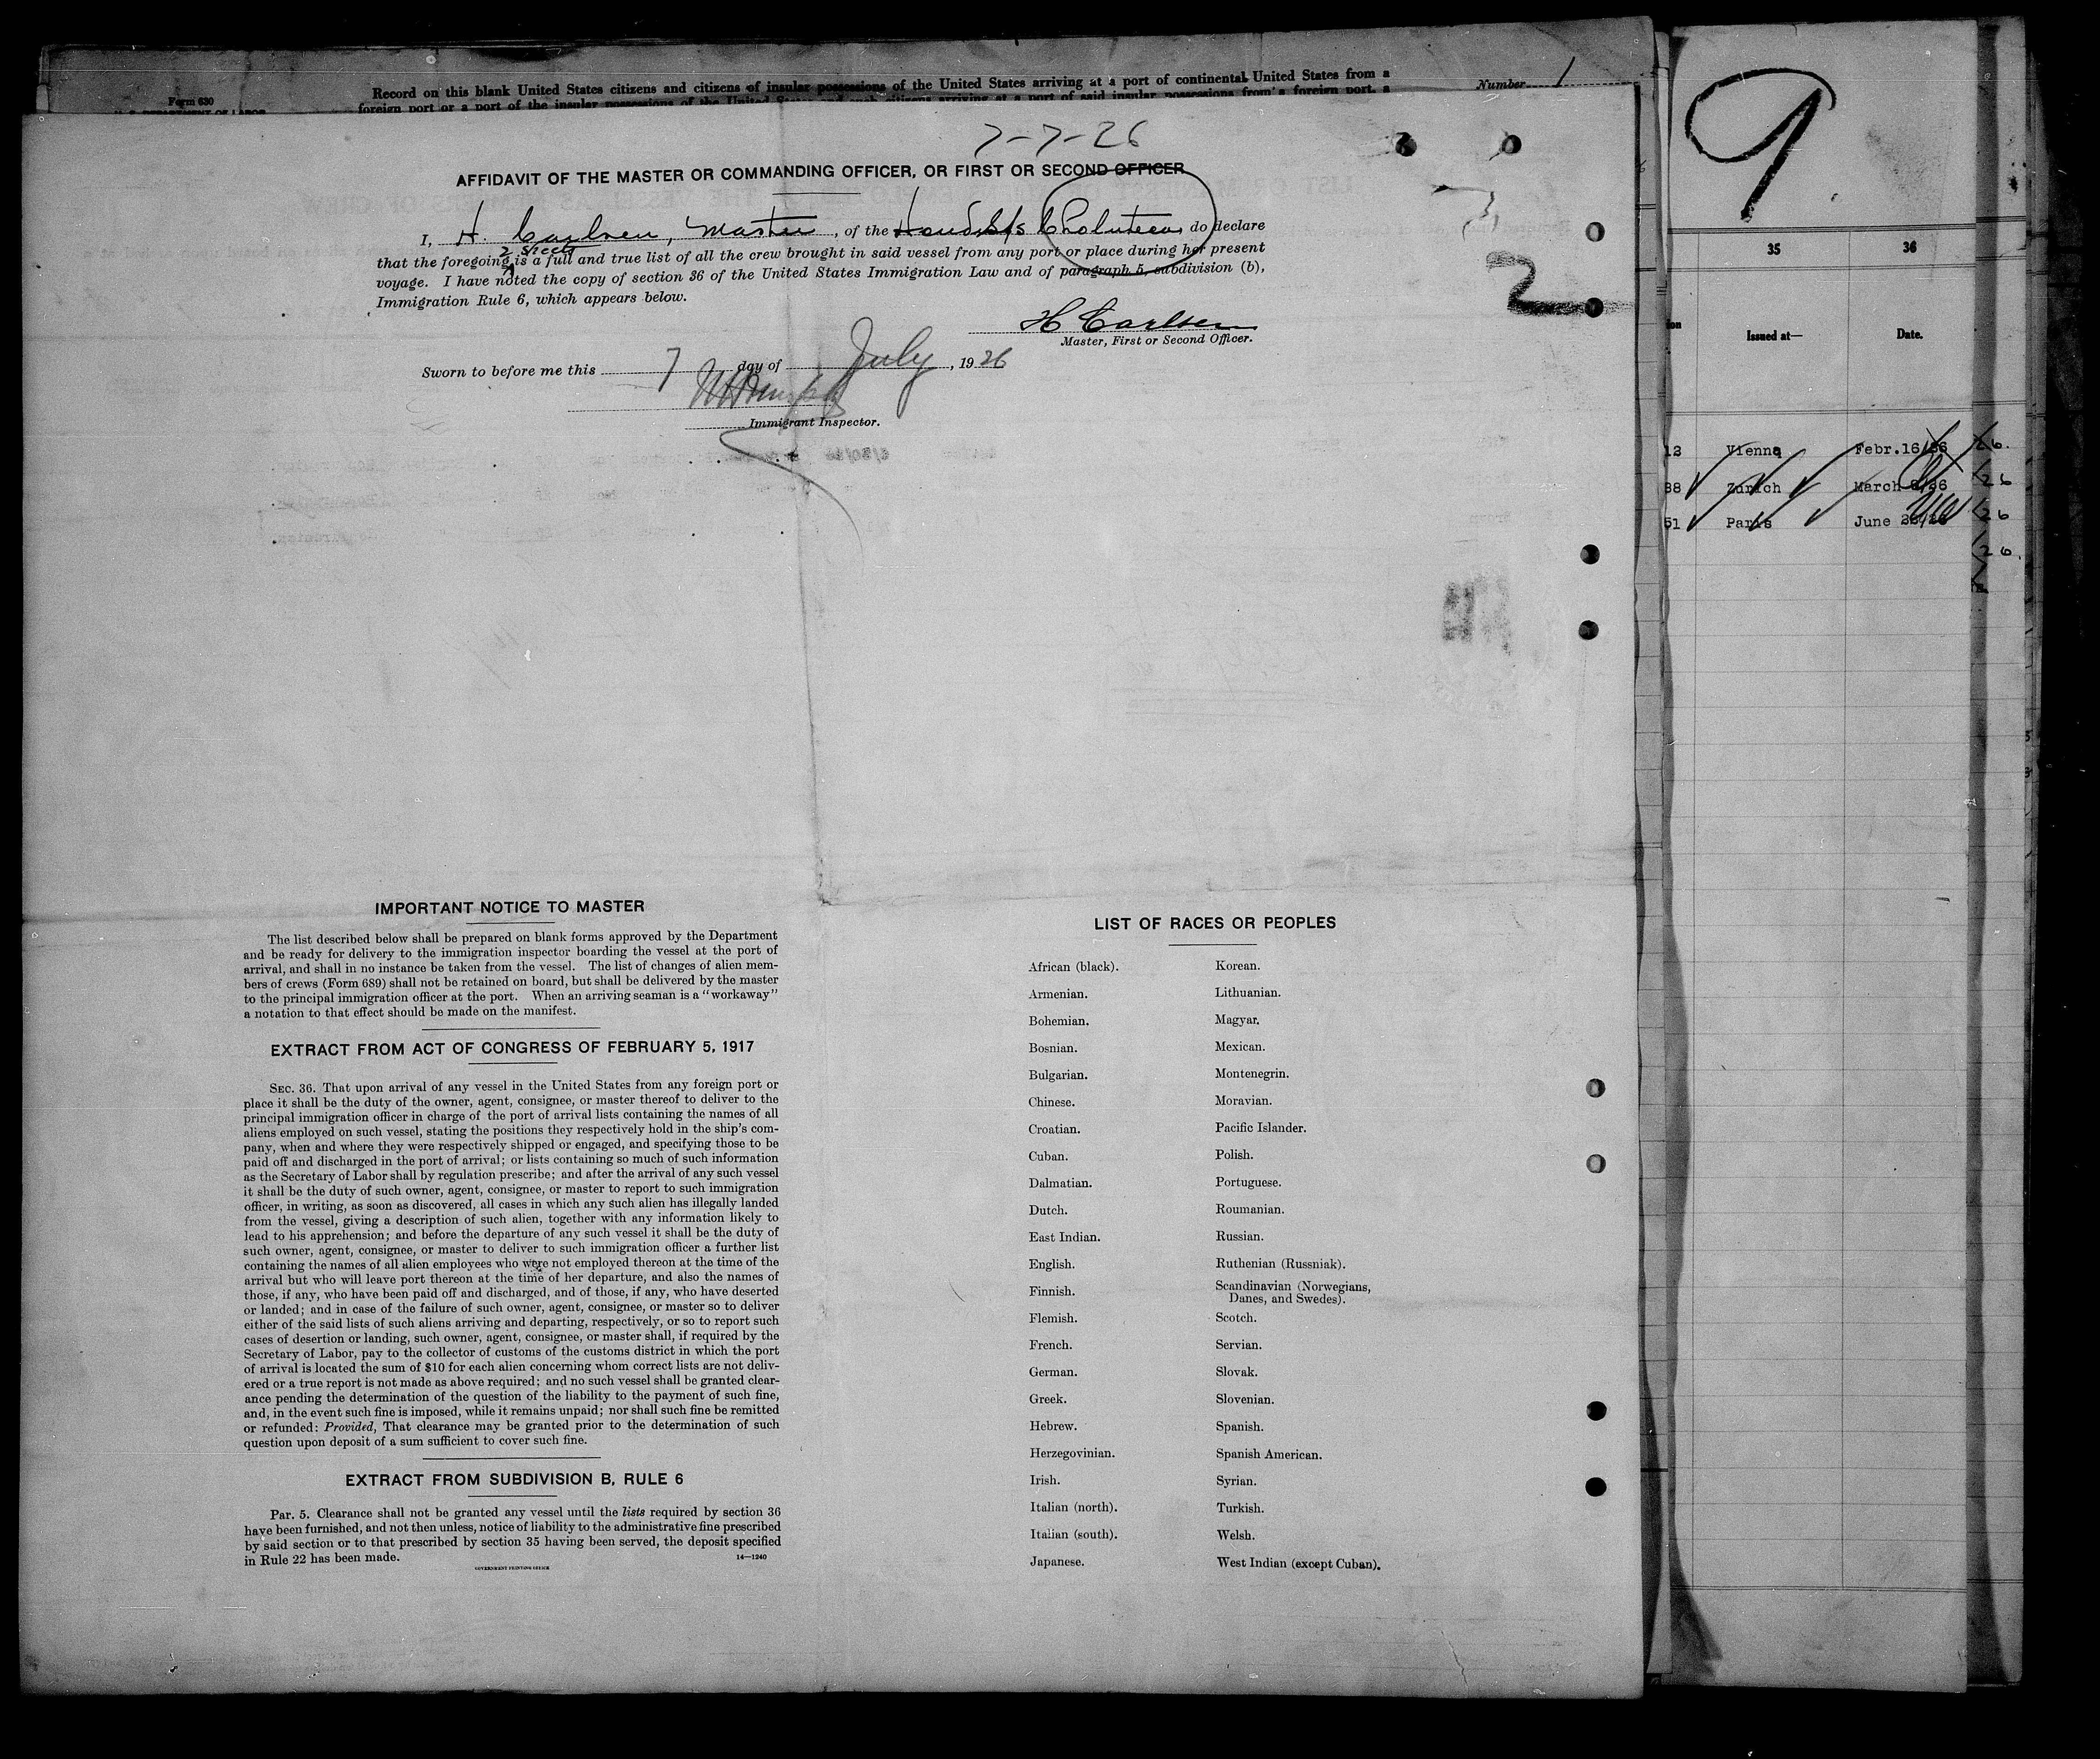 Form 630
Record on this blank United States citizens and citizens of insular possessions of the United States arriving at a port of continental United States from a
foreign port or a port of the insular possessions of the United States
Number 1
7-7-26
AFFIDAVIT OF THE MASTER OR COMMANDING OFFICER, OR FIRST OR SECOND OFFICER
I, H. Carlsen, Master, of the Hond S/s Choluteca do declare
2 sheets
that the foregoing is a full and true list of all the crew brought in said vessel from any port or place during her present
voyage. I have noted the copy of section 36 of the United States Immigration Law and of paragraph 5, subdivision (b),
Immigration Rule 6, which appears below.
2
H Carlsen
Master, First or Second Officer.
Sworn to before me this 7 day of July, 1926
Immigrant Inspector.
IMPORTANT NOTICE TO MASTER
The list described below shall be prepared on blank forms approved by the Department
and be ready for delivery to the immigration inspector boarding the vessel at the port of
arrival, and shall in no instance be taken from the vessel. The list of changes of alien mem-
bers of crews (Form 689) shall not be retained on board, but shall be delivered by the master
to the principal immigration officer at the port. When an arriving seaman is a "workaway"
a notation to that effect should be made on the manifest.
EXTRACT FROM ACT OF CONGRESS OF FEBRUARY 5, 1917
SEC. 36. That upon arrival of any vessel in the United States from any foreign port or
place it shall be the duty of the owner, agent, consignee, or master thereof to deliver to the
principal immigration officer in charge of the port of arrival lists containing the names of all
aliens employed on such vessel, stating the positions they respectively hold in the ship's com-
pany, when and where they were respectively shipped or engaged, and specifying those to be
paid off and discharged in the port of arrival; or lists containing so much of such information
as the Secretary of Labor shall by regulation prescribe; and after the arrival of any such vessel
it shall be the duty of such owner, agent, consignee, or master to report to such immigration
officer, in writing, as soon as discovered, all cases in which any such alien has illegally landed
from the vessel, giving a description of such alien, together with any information likely to
lead to his apprehension; and before the departure of any such vessel it shall be the duty of
such owner, agent, consignee, or master to deliver to such immigration officer a further list
containing the names of all alien employees who were not employed thereon at the time of the
arrival but who will leave port thereon at the time of her departure, and also the names of
those, if any, who have been paid off and discharged, and of those, if any, who have deserted
or landed; and in case of the failure of such owner, agent, consignee, or master so to deliver
either of the said lists of such aliens arriving and departing, respectively, or so to report such
cases of desertion or landing, such owner, agent, consignee, or master shall, if required by the
Secretary of Labor, pay to the collector of customs of the customs district in which the port
of arrival is located the sum of $10 for each alien concerning whom correct lists are not deliv-
ered or a true report is not made as above required; and no such vessel shall be granted clear-
ance pending the determination of the question of the liability to the payment of such fine,
and, in the event such fine is imposed, while it remains unpaid; nor shall such fine be remitted
or refunded: Provided, That clearance may be granted prior to the determination of such
question upon deposit of a sum sufficient to cover such fine.
EXTRACT FROM SUBDIVISION B, RULE 6
Par. 5. Clearance shall not be granted any vessel until the lists required by section 36
have been furnished, and not then unless, notice of liability to the administrative fine prescribed
by said section or to that prescribed by section 35 having been served, the deposit specified
in Rule 22 has been made.
14—1240
GOVERNMENT PRINTING OFFICE
LIST OF RACES OR PEOPLES
African (black).
Armenian.
Bohemian.
Bosnian.
Bulgarian.
Chinese.
Croatian.
Cuban.
Dalmatian.
Dutch.
East Indian.
English.
Finnish.
Flemish.
French.
German.
Greek.
Hebrew.
Herzegovinian.
Irish.
Italian (north).
Italian (south).
Japanese.
Korean.
Lithuanian.
Magyar.
Mexican.
Montenegrin.
Moravian.
Pacific Islander.
Polish.
Portuguese.
Roumanian.
Russian.
Ruthenian (Russniak).
Scandinavian (Norwegians,
Danes, and Swedes).
Scotch.
Servian.
Slovak.
Slovenian.
Spanish.
Spanish American.
Syrian.
Turkish.
Welsh.
West Indian (except Cuban).
9
35 36
Issued at— Date.
12 Vienna Febr.16/26 26.
38 Zurich March 26
51 Paris June 26
26.